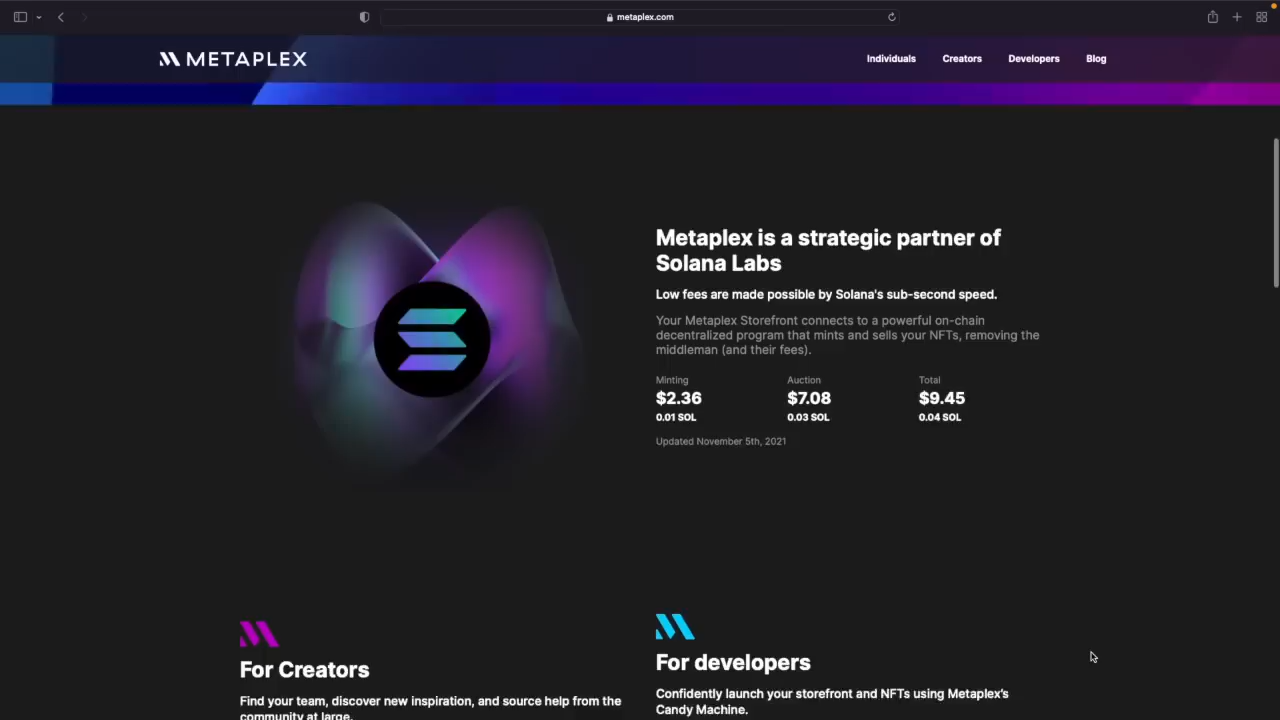 metaplex.com
METAPLEX
Individuals
Creators
Developers
Blog
Metaplex is a strategic partner of
Solana Labs
Low fees are made possible by Solana's sub-second speed.
Your Metaplex Storefront connects to a powerful on-chain
decentralized program that mints and sells your NFTs, removing the
middleman (and their fees).
Minting
$2.36
0.01 SOL
Auction
$7.08
0.03 SOL
Total
$9.45
0.04 SOL
Updated November 5th, 2021
For Creators
Find your team, discover new inspiration, and source help from the
community at large.
For developers
Confidently launch your storefront and NFTs using Metaplex’s
Candy Machine.